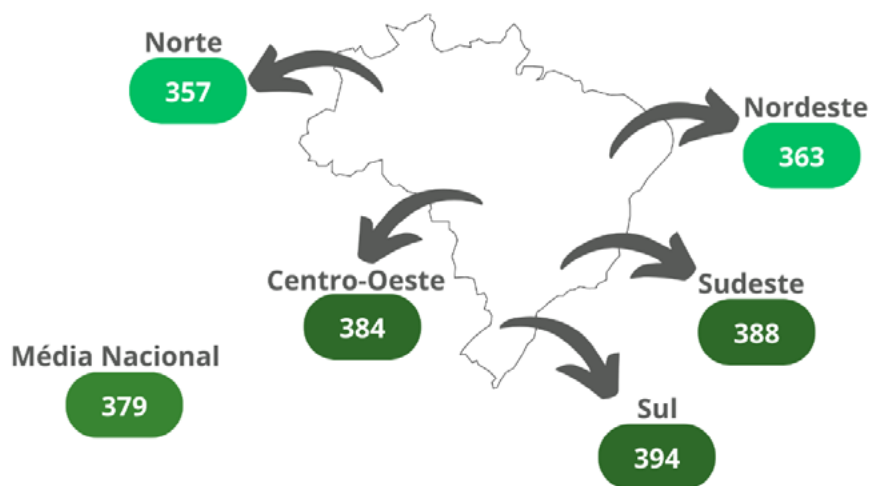 Norte
357
Nordeste
363
Centro-Oeste
384
Sudeste
388
Média Nacional
379
Sul
394